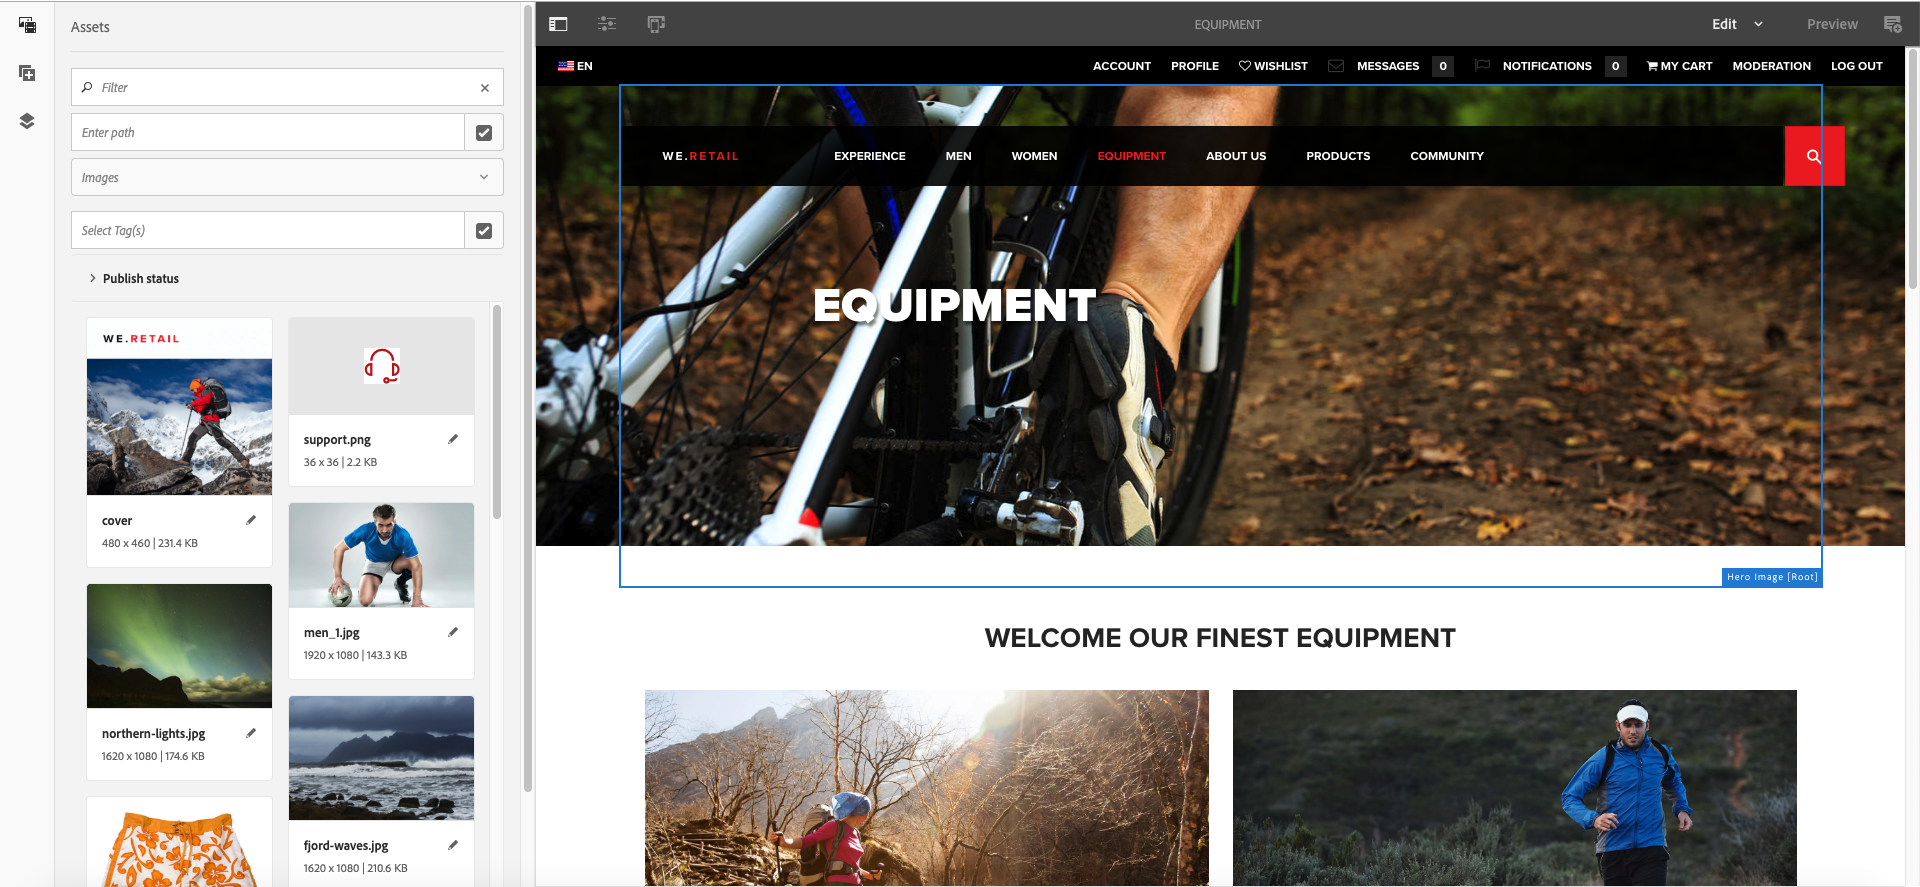 Assets
Filter
Enter path
Images
Select Tag(s)
Publish status
WE.RETAIL
cover
480 x 460 | 231.4 KB
support.png
36 x 36 | 2.2 KB
men_1.jpg
1920 x 1080 | 143.3 KB
northern-lights.jpg
1620 x 1080 | 174.6 KB
fjord-waves.jpg
1620 x 1080 | 210.6 KB
EQUIPMENT
Edit
Preview
EN
ACCOUNT PROFILE WISHLIST MESSAGES 0 NOTIFICATIONS 0 MY CART MODERATION LOG OUT
WE.RETAIL EXPERIENCE MEN WOMEN EQUIPMENT ABOUT US PRODUCTS COMMUNITY
EQUIPMENT
Hero Image [Root]
WELCOME OUR FINEST EQUIPMENT